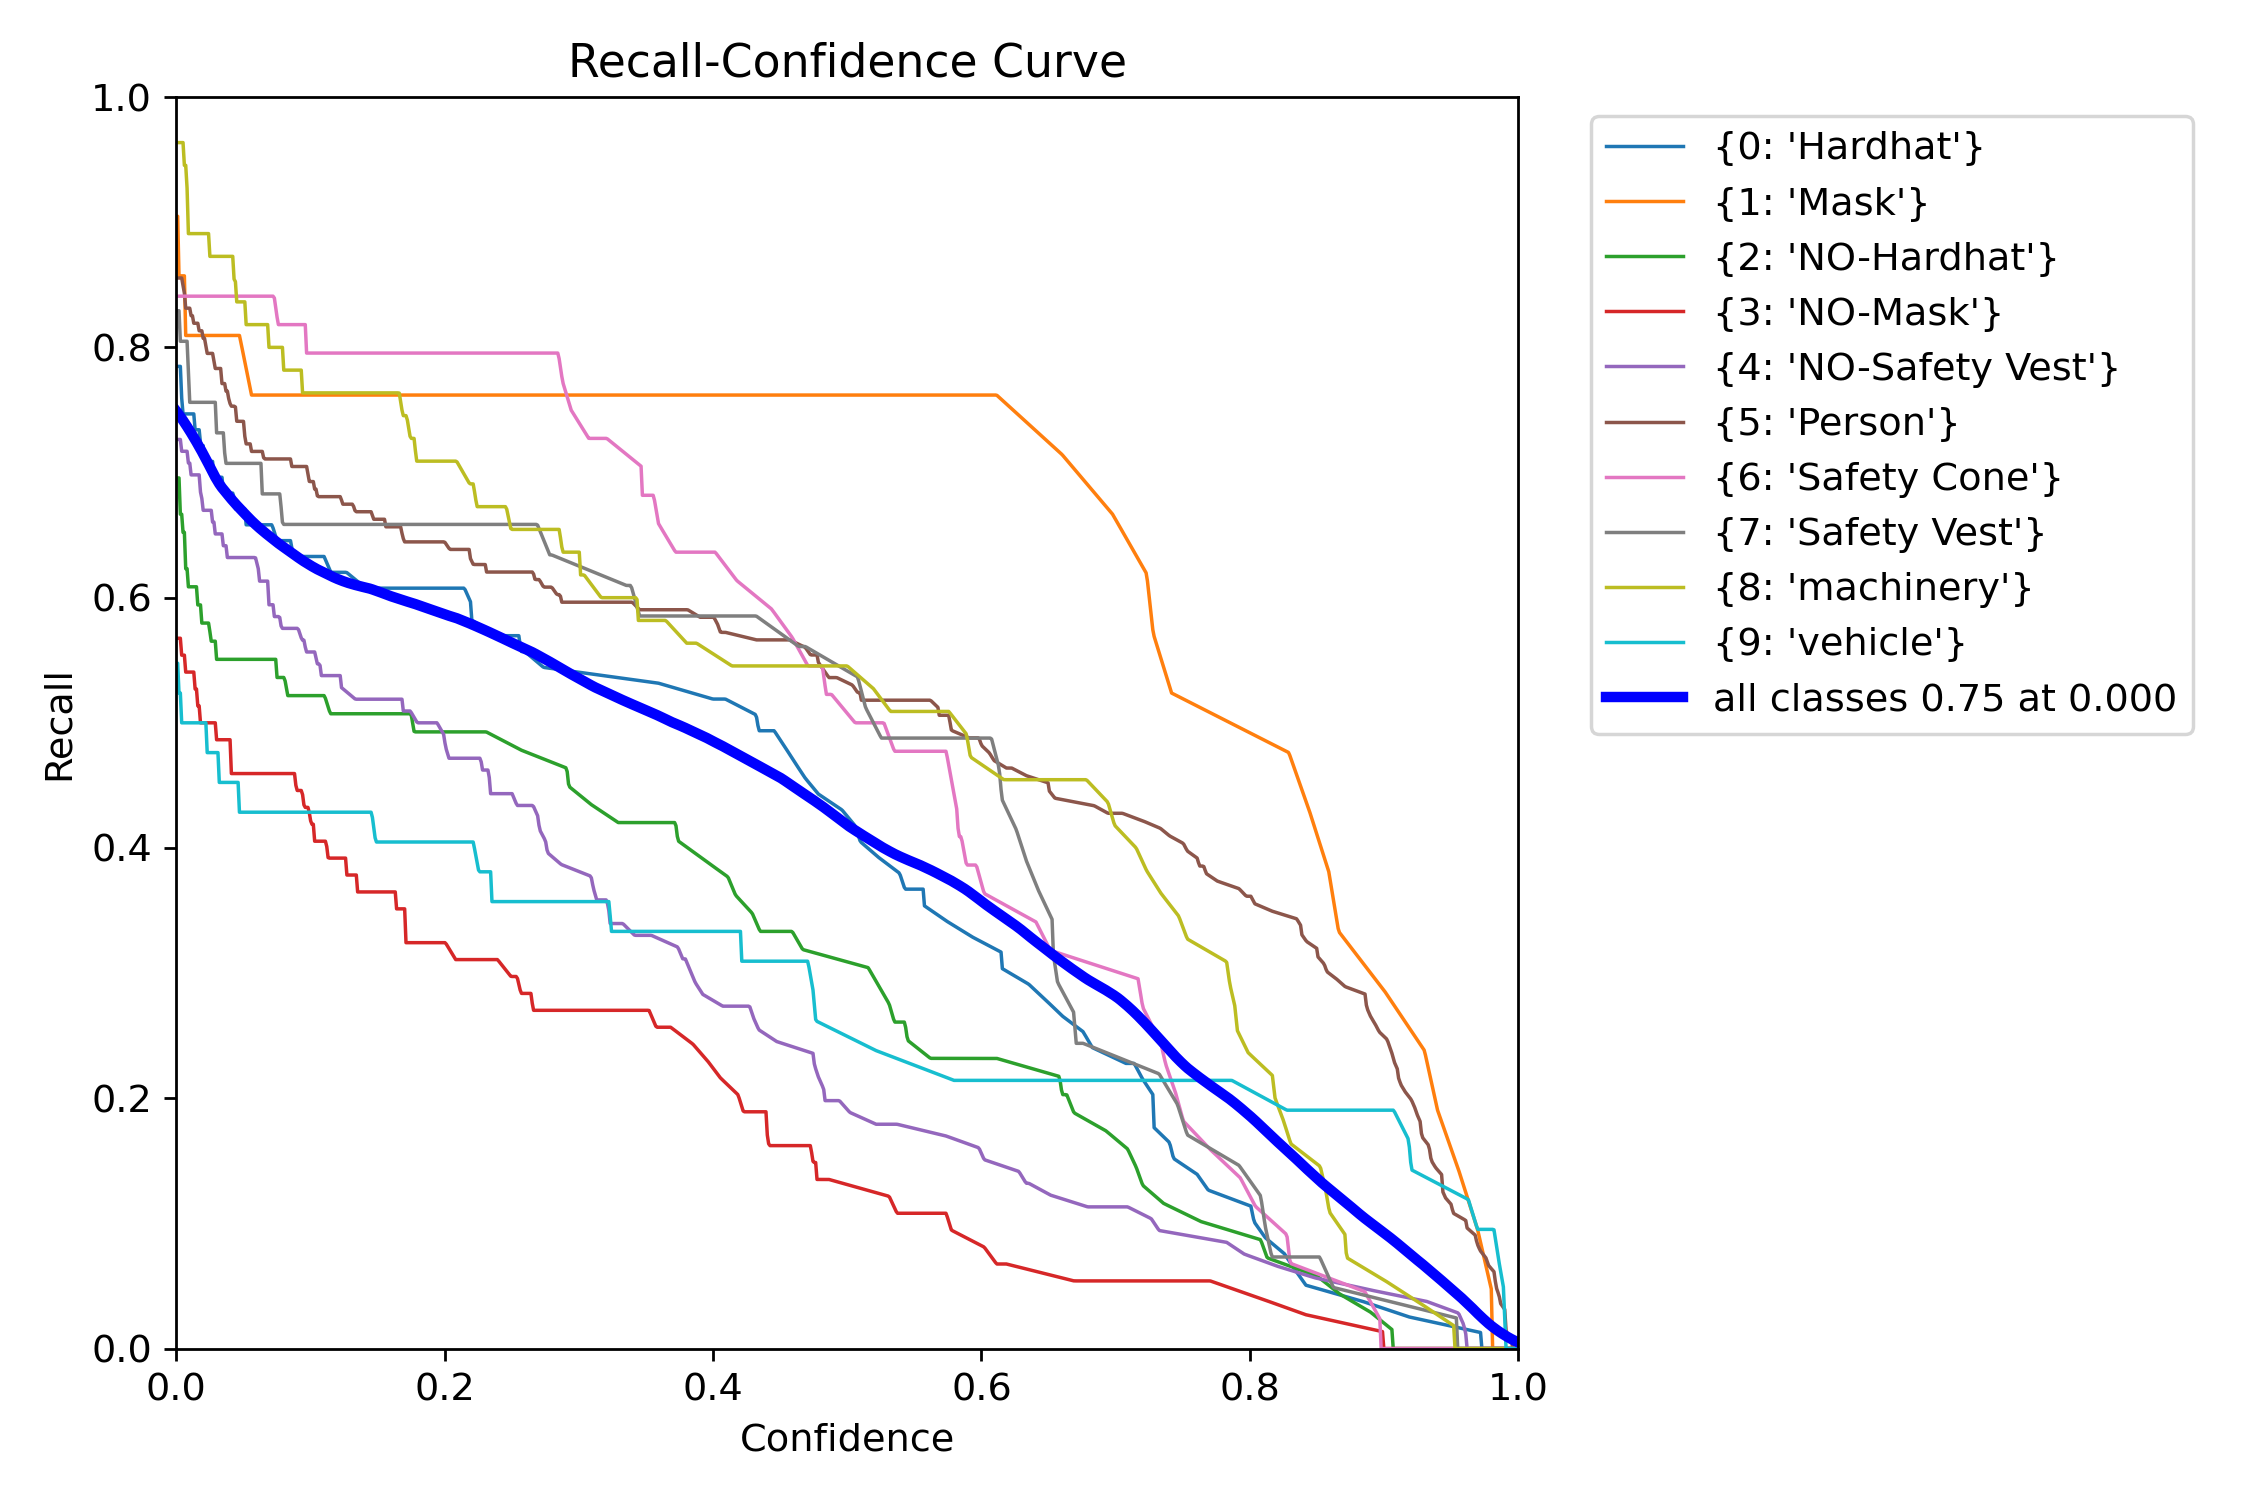 Recall-Confidence Curve
1.0
0.8
0.6
0.4
0.2
0.0
Recall
0.0 0.2 0.4 0.6 0.8 1.0
Confidence
{0: 'Hardhat'}
{1: 'Mask'}
{2: 'NO-Hardhat'}
{3: 'NO-Mask'}
{4: 'NO-Safety Vest'}
{5: 'Person'}
{6: 'Safety Cone'}
{7: 'Safety Vest'}
{8: 'machinery'}
{9: 'vehicle'}
all classes 0.75 at 0.000